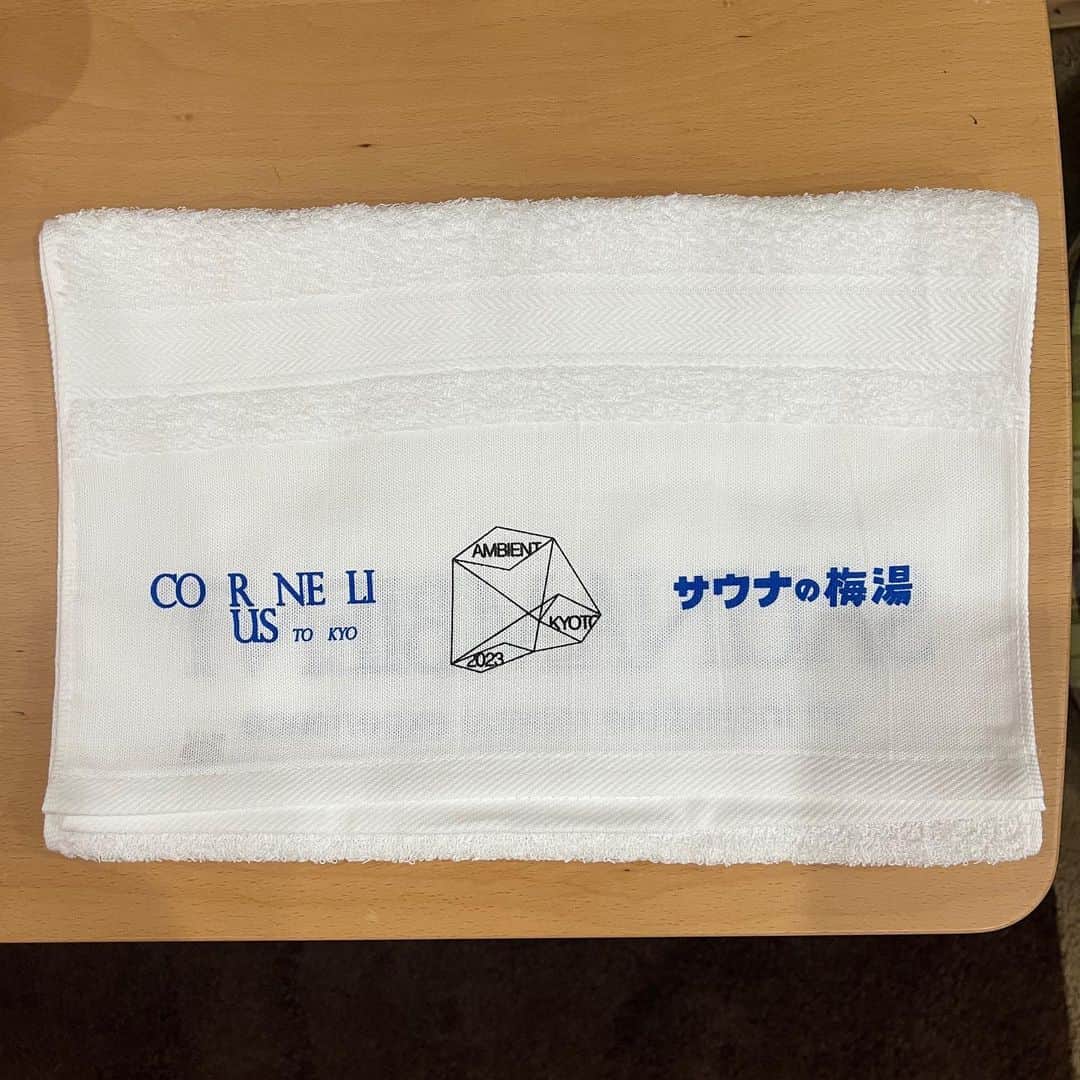 CO R NE LI
US TO KYO
AMBIENT
KYOTO
2023
サウナの梅湯